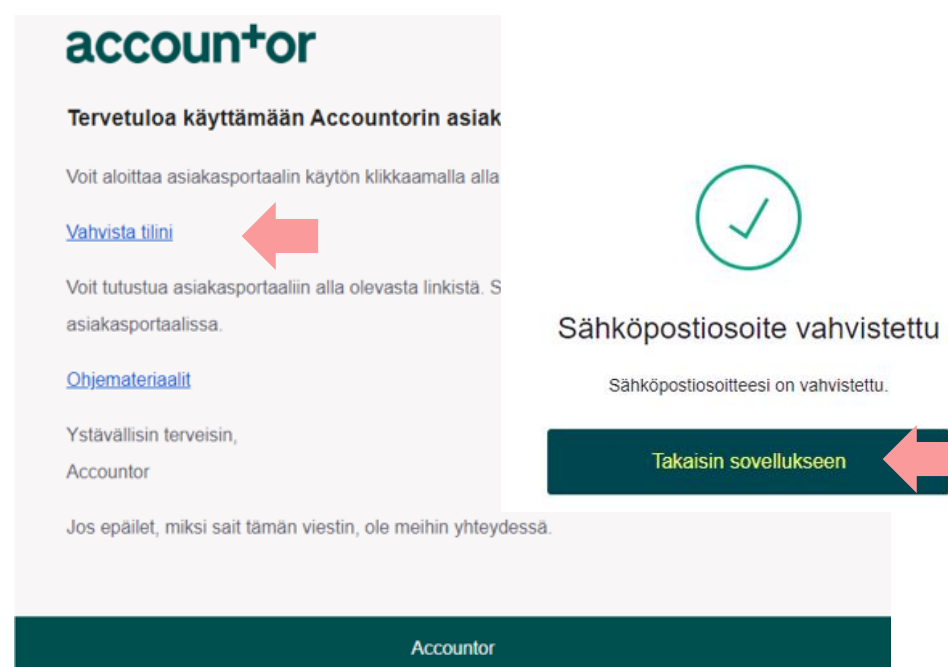 accountor
Tervetuloa käyttämään Accountorin asiak
Voit aloittaa asiakasportaalin käytön klikkaamalla alla
Vahvista tilini
Voit tutustua asiakasportaaliin alla olevasta linkistä. S
asiakasportaalissa.
Ohjemateriaalit
Ystävällisin terveisin,
Accountor
Jos epäilet, miksi sait tämän viestin, ole meihin yhteydessä.
Accountor
Sähköpostiosoite vahvistettu
Sähköpostiosoitteesi on vahvistettu.
Takaisin sovellukseen